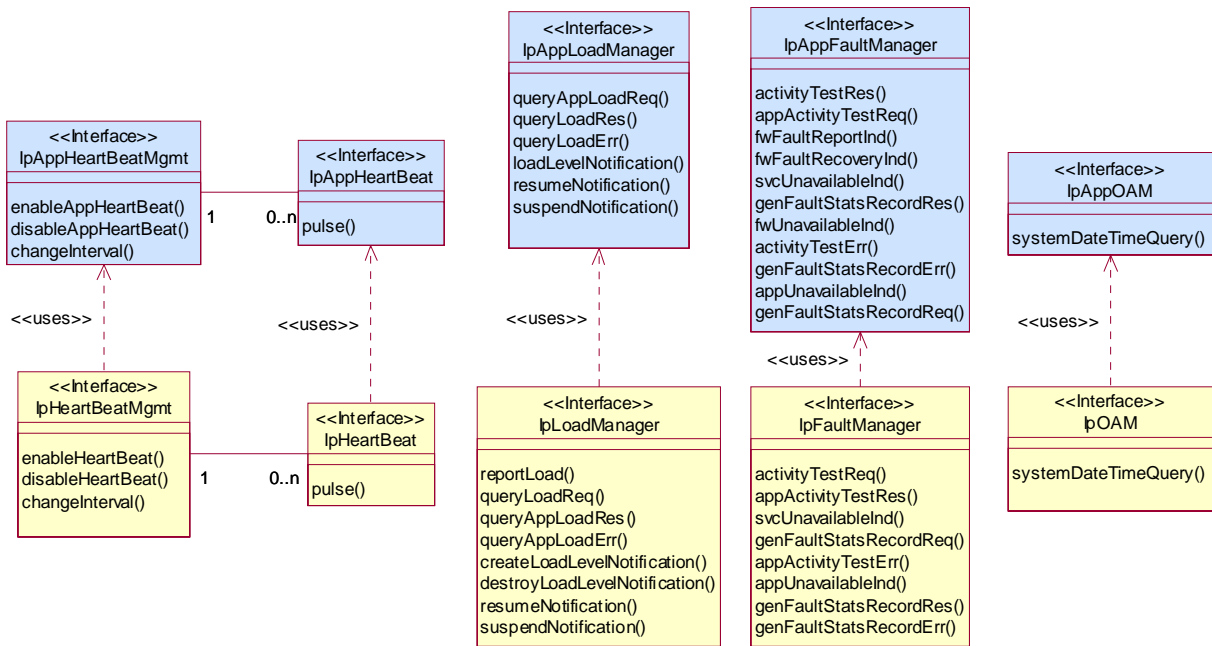 <<Interface>>
IpAppHeartBeatMgmt
enableAppHeartBeat()
disableAppHeartBeat()
changeInterval()
1
0..n
<<Interface>>
IpAppHeartBeat
pulse()
<<Interface>>
IpAppLoadManager
queryAppLoadReq()
queryLoadRes()
queryLoadErr()
loadLevelNotification()
resumeNotification()
suspendNotification()
<<Interface>>
IpAppFaultManager
activityTestRes()
appActivityTestReq()
fwFaultReportInd()
fwFaultRecoveryInd()
svcUnavailableInd()
genFaultStatsRecordRes()
fwUnavailableInd()
activityTestErr()
genFaultStatsRecordErr()
appUnavailableInd()
genFaultStatsRecordReq()
<<Interface>>
IpAppOAM
systemDateTimeQuery()
<<uses>>
<<uses>>
<<uses>>
<<uses>>
<<uses>>
<<Interface>>
IpHeartBeatMgmt
enableHeartBeat()
disableHeartBeat()
changeInterval()
1
0..n
<<Interface>>
IpHeartBeat
pulse()
<<Interface>>
IpLoadManager
reportLoad()
queryLoadReq()
queryAppLoadRes()
queryAppLoadErr()
createLoadLevelNotification()
destroyLoadLevelNotification()
resumeNotification()
suspendNotification()
<<Interface>>
IpFaultManager
activityTestReq()
appActivityTestRes()
svcUnavailableInd()
genFaultStatsRecordReq()
appActivityTestErr()
appUnavailableInd()
genFaultStatsRecordRes()
genFaultStatsRecordErr()
<<Interface>>
IpOAM
systemDateTimeQuery()